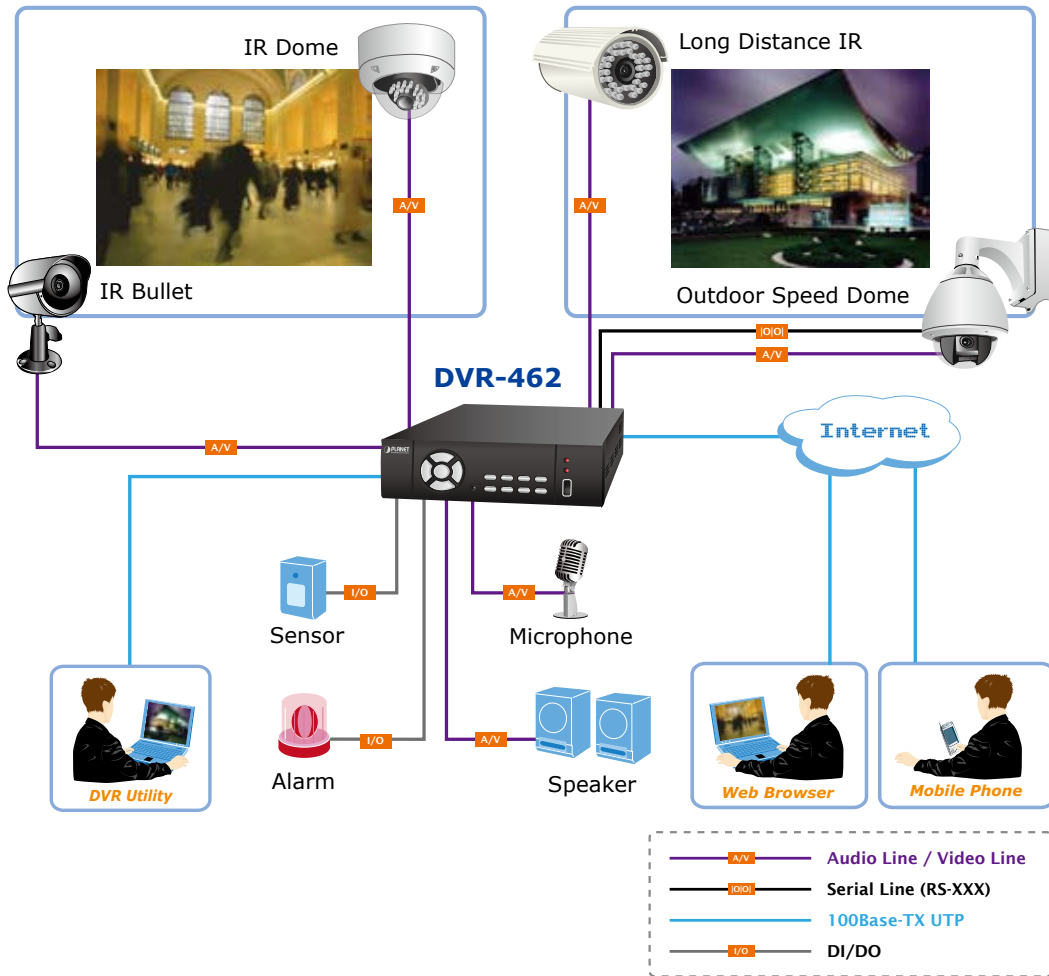 IR Dome
Long Distance IR
A/V
A/V
IR Bullet
Outdoor Speed Dome
|O|O|
A/V
DVR-462
Internet
A/V
PLANET
I/O
A/V
Sensor
Microphone
I/O
A/V
Alarm
Speaker
DVR Utility
Web Browser
Mobile Phone
A/V Audio Line / Video Line
|O|O| Serial Line (RS-XXX)
100Base-TX UTP
I/O DI/DO